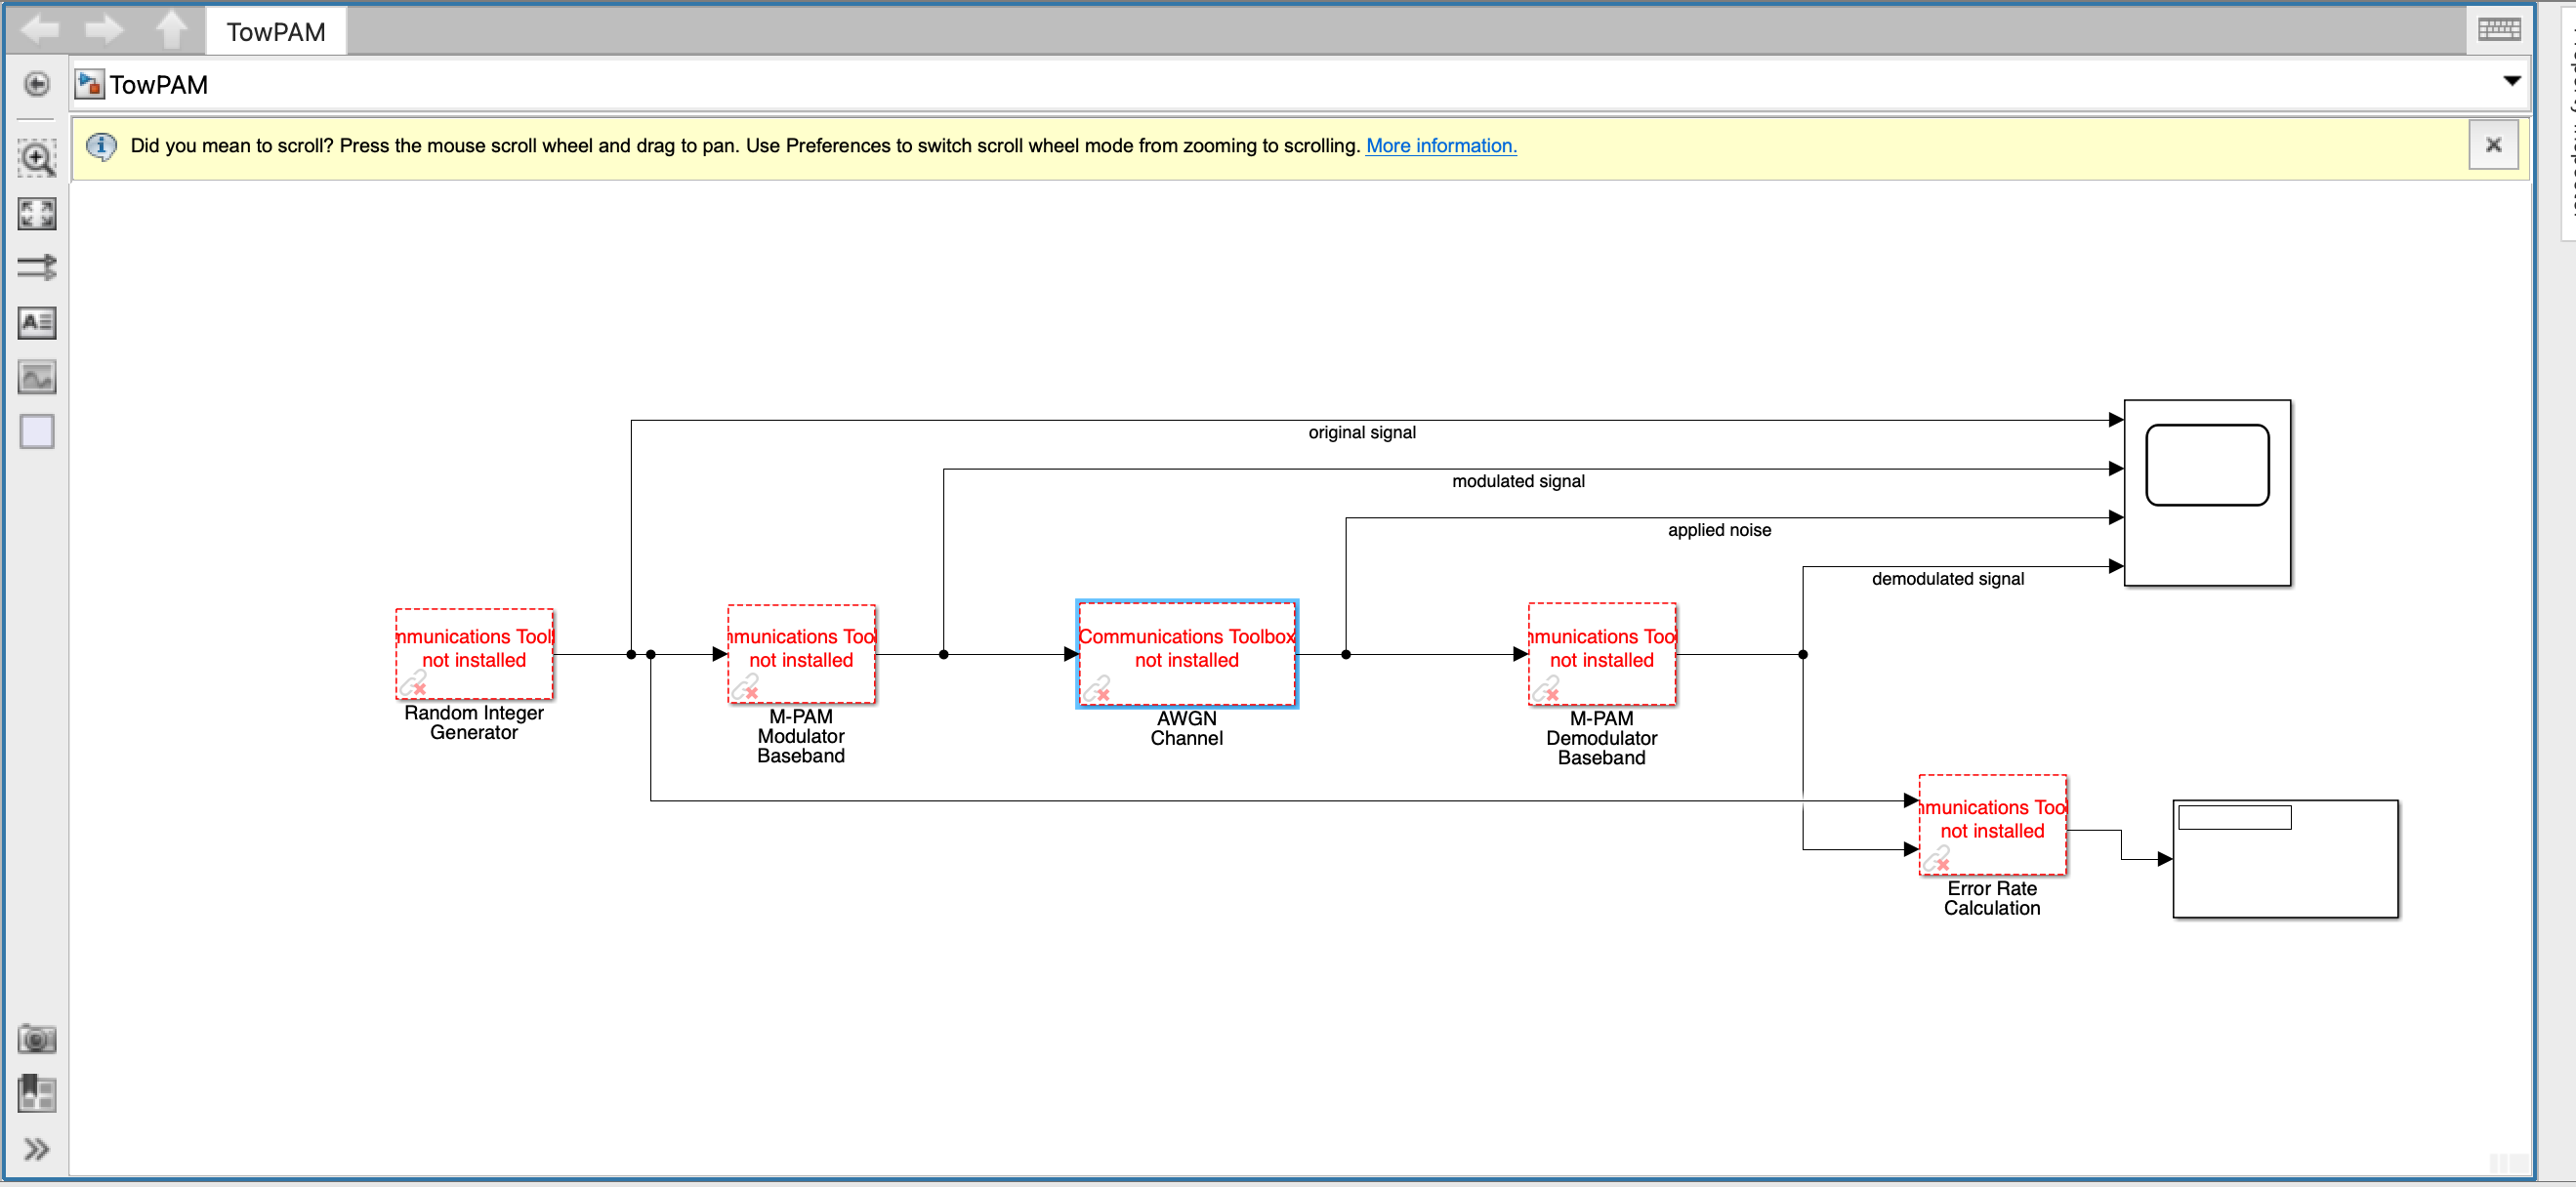 TowPAM
TowPAM
Did you mean to scroll? Press the mouse scroll wheel and drag to pan. Use Preferences to switch scroll wheel mode from zooming to scrolling. More information.
original signal
modulated signal
applied noise
demodulated signal
nmunications Tool
not installed
Random Integer
Generator
munications Too
not installed
M-PAM
Modulator
Baseband
Communications Toolbox
not installed
AWGN
Channel
munications Too
not installed
M-PAM
Demodulator
Baseband
munications Too
not installed
Error Rate
Calculation